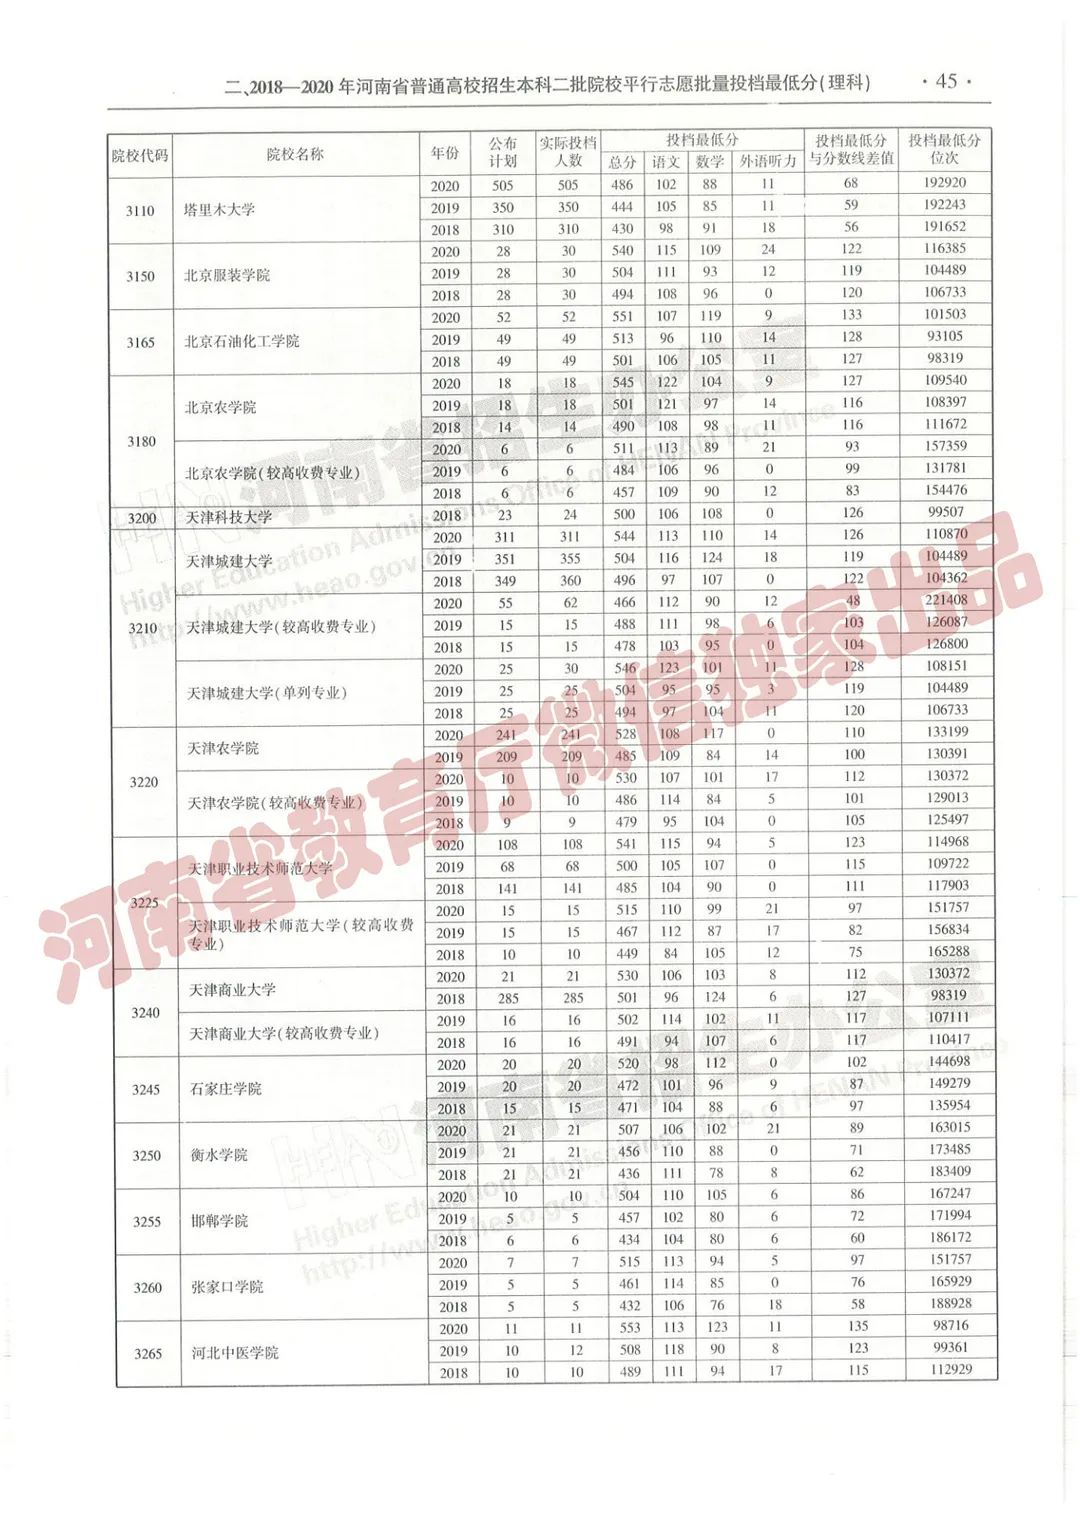 二、2018—2020 年河南省普通高校招生本科二批院校平行志愿批量投档最低分(理科) · 45 ·
院校代码 院校名称 年份 公布计划 实际投档人数 投档最低分 投档最低分与分数线差值 投档最低分位次
总分 语文 数学 外语听力
3110 塔里木大学 2020 505 505 486 102 88 11 68 192920
2019 350 350 444 105 85 11 59 192243
2018 310 310 430 98 91 18 56 191652
3150 北京服装学院 2020 28 30 540 115 109 24 122 116385
2019 28 30 504 111 93 12 119 104489
2018 28 30 494 108 96 0 120 106733
3165 北京石油化工学院 2020 52 52 551 107 119 9 133 101503
2019 49 49 513 96 110 14 128 93105
2018 49 49 501 106 105 11 127 98319
3180 北京农学院 2020 18 18 545 122 104 9 127 109540
2019 18 18 501 121 97 14 116 108397
2018 14 14 490 108 98 11 116 111672
北京农学院(较高收费专业) 2020 6 6 511 113 89 21 93 157359
2019 6 6 484 106 96 0 99 131781
2018 6 6 457 109 90 12 83 154476
3200 天津科技大学 2018 23 24 500 106 108 0 126 99507
3210 天津城建大学 2020 311 311 544 113 110 14 126 110870
2019 351 355 504 116 124 18 119 104489
2018 349 360 496 97 107 0 122 104362
天津城建大学(较高收费专业) 2020 55 62 466 112 90 12 48 221408
2019 15 15 488 111 98 6 103 126087
2018 15 15 478 103 95 0 104 126800
天津城建大学(单列专业) 2020 25 30 546 123 101 11 128 108151
2019 25 25 504 95 95 3 119 104489
2018 25 25 494 97 104 11 120 106733
3220 天津农学院 2020 241 241 528 108 117 0 110 133199
2019 209 209 485 109 84 14 100 130391
天津农学院(较高收费专业) 2020 10 10 530 107 101 17 112 130372
2019 10 10 486 114 84 5 101 129013
2018 9 9 479 95 104 0 105 125497
3225 天津职业技术师范大学 2020 108 108 541 115 94 5 123 114968
2019 68 68 500 105 107 0 115 109722
2018 141 141 485 104 90 0 111 117903
天津职业技术师范大学(较高收费专业) 2020 15 15 515 110 99 21 97 151757
2019 15 15 467 112 87 17 82 156834
2018 10 10 449 84 105 12 75 165288
3240 天津商业大学 2020 21 21 530 106 103 8 112 130372
2018 285 285 501 96 124 6 127 98319
天津商业大学(较高收费专业) 2019 16 16 502 114 102 11 117 107111
2018 16 16 491 94 107 6 117 110417
3245 石家庄学院 2020 20 20 520 98 112 0 102 144698
2019 20 20 472 101 96 9 87 149279
2018 15 15 471 104 88 6 97 135954
3250 衡水学院 2020 21 21 507 106 102 21 89 163015
2019 21 21 456 110 88 0 71 173485
2018 21 21 436 111 78 8 62 183409
3255 邯郸学院 2020 10 10 504 110 105 6 86 167247
2019 5 5 457 102 80 6 72 171994
2018 6 6 434 104 80 6 60 186172
3260 张家口学院 2020 7 7 515 113 94 5 97 151757
2019 5 5 461 114 85 0 76 165929
2018 5 5 432 106 76 18 58 188928
3265 河北中医学院 2020 11 11 553 113 123 11 135 98716
2019 10 12 508 118 90 8 123 99361
2018 10 10 489 111 94 17 115 112929
河南省教育厅微信独家出品
河南省招生办公室
Higher Education Admissions Office of HENAN Province
http://www.heao.gov.cn
河南省招生办公室
Higher Education Admissions Office of HENAN Province
http://www.heao.gov.cn